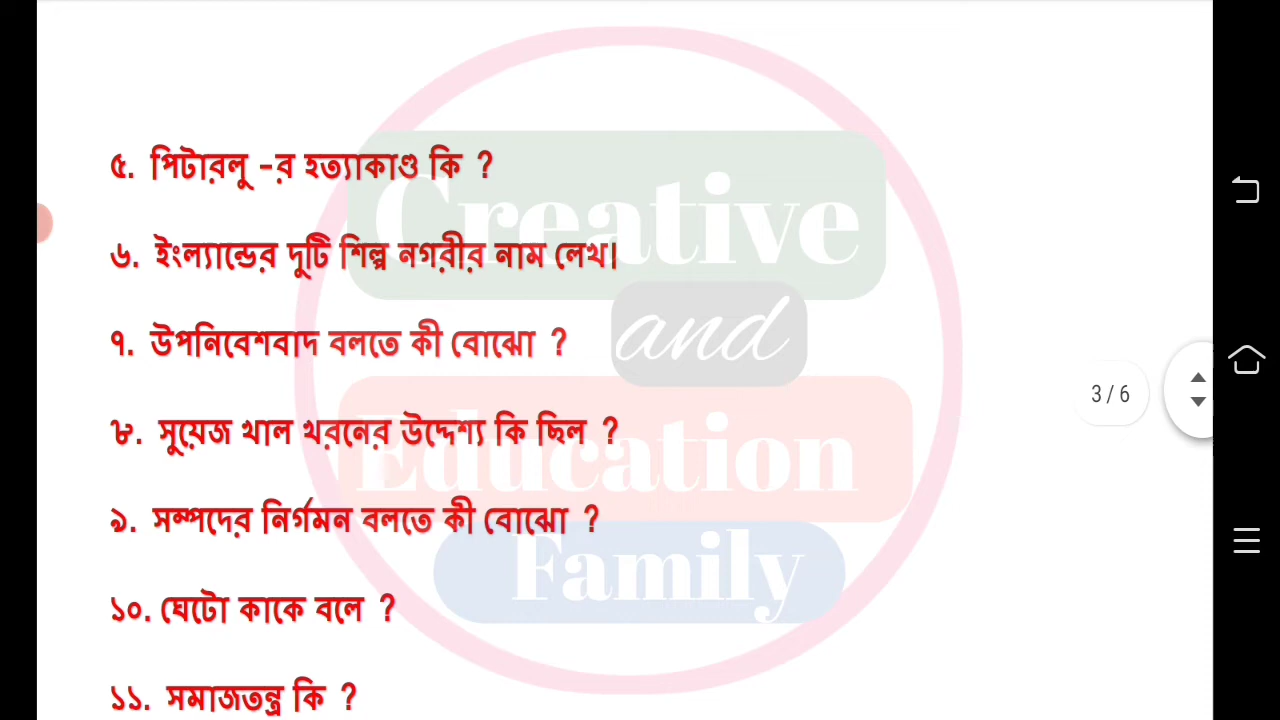 ৫. পিটারলু -র হত্যাকাণ্ড কি ?
৬. ইংল্যান্ডের দুটি শিল্প নগরীর নাম লেখ।
৭. উপনিবেশবাদ বলতে কী বোঝো ?
৮. সুয়েজ খাল খরনের উদ্দেশ্য কি ছিল ?
৯. সম্পদের নির্গমন বলতে কী বোঝো ?
১০. ঘেটো কাকে বলে ?
১১. সমাজতন্ত্র কি ?
Creative
and
Education
Family
3 / 6